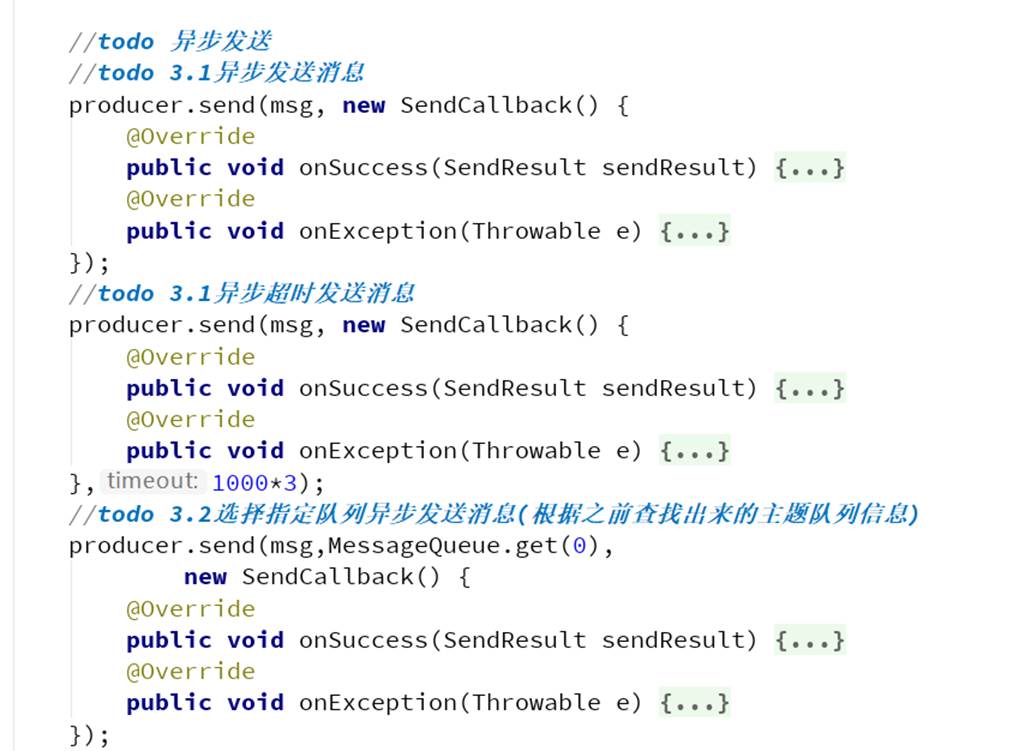 //todo 异步发送
//todo 3.1异步发送消息
producer.send(msg, new SendCallback() {
@Override
public void onSuccess(SendResult sendResult) {...}
@Override
public void onException(Throwable e) {...}
});
//todo 3.1异步超时发送消息
producer.send(msg, new SendCallback() {
@Override
public void onSuccess(SendResult sendResult) {...}
@Override
public void onException(Throwable e) {...}
}, timeout: 1000*3);
//todo 3.2选择指定队列异步发送消息(根据之前查找出来的主题队列信息)
producer.send(msg,MessageQueue.get(0),
new SendCallback() {
@Override
public void onSuccess(SendResult sendResult) {...}
@Override
public void onException(Throwable e) {...}
});